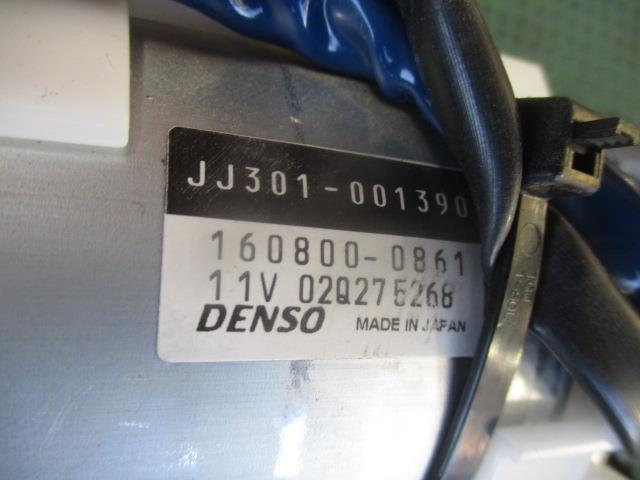 JJ301-001390
160800-0861
11V 02Q275268
DENSO MADE IN JAPAN